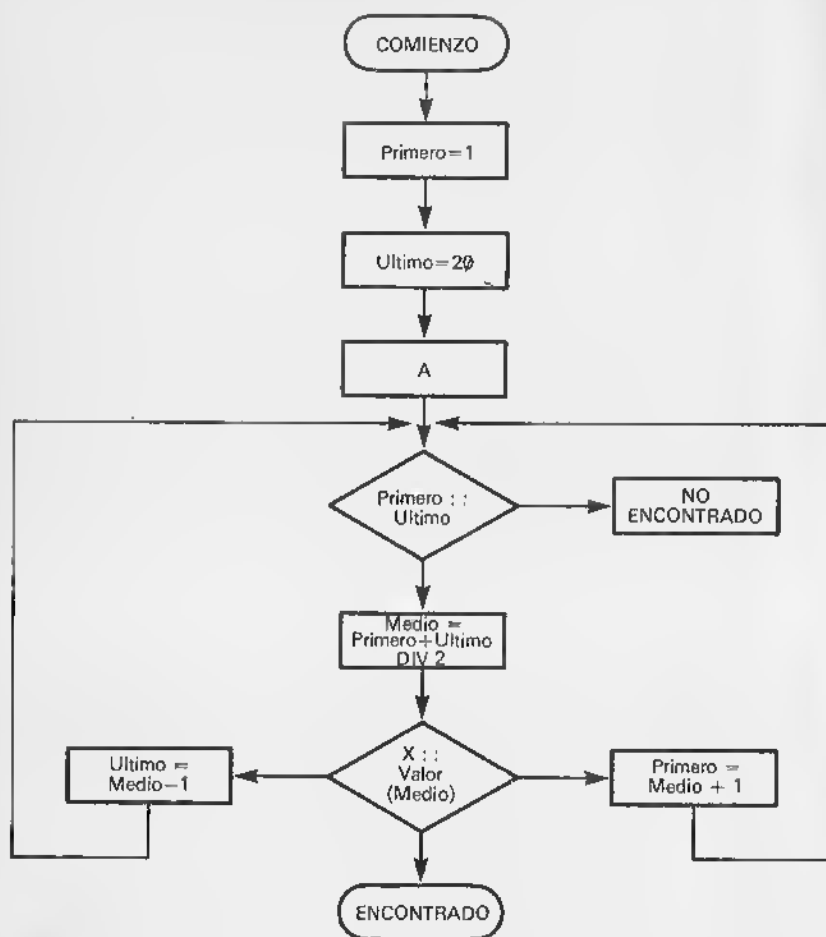 COMIENZO
Primero=1
Ultimo=20
A
Primero : :
Ultimo
NO
ENCONTRADO
Medio =
Primero+Ultimo
DIV 2
X : :
Valor
(Medio)
Ultimo =
Medio–1
Primero =
Medio + 1
ENCONTRADO